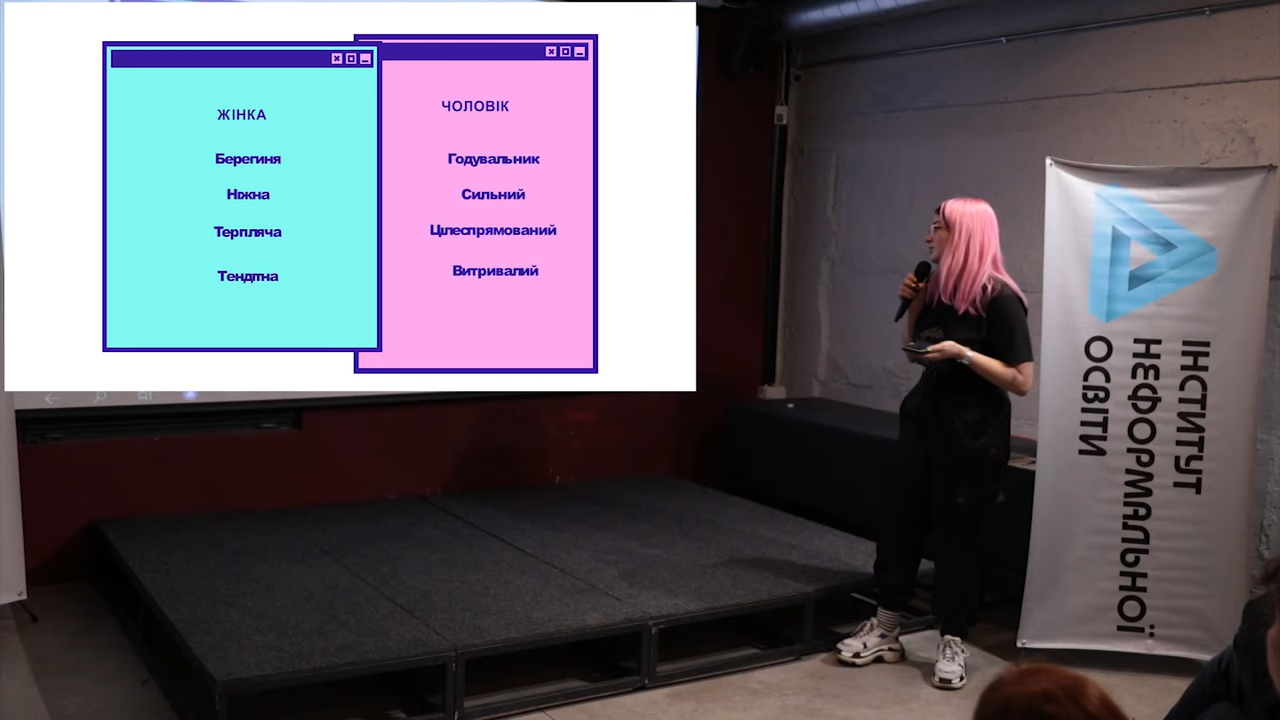 ЖІНКА
Берегиня
Ніжна
Терпляча
Тендітна
ЧОЛОВІК
Годувальник
Сильний
Цілеспрямований
Витривалий
ІНСТИТУТ
НЕФОРМАЛЬНОЇ
ОСВІТИ